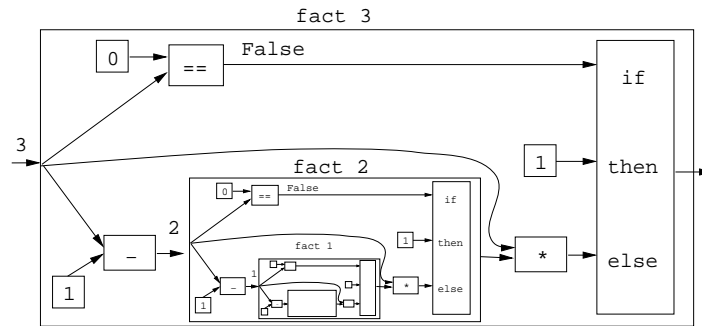 fact 3
0
==
False
if
3
1
then
fact 2
0
==
False
if
2
1
then
fact 1
-
1
-
1
1
*
else
*
else